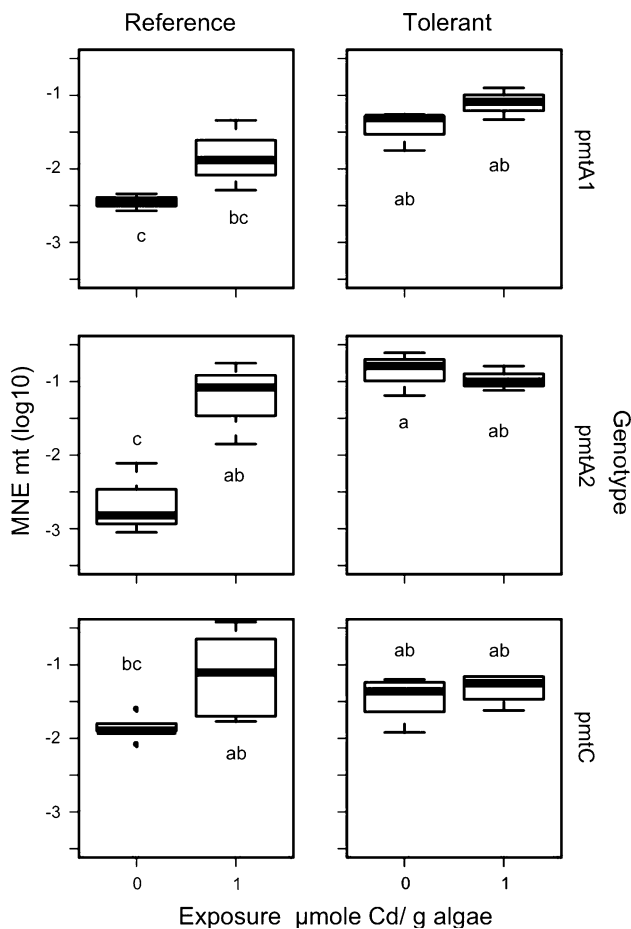 Reference Tolerant
-1
-2
-3
c
bc
ab
ab
pmtA1
-1
-2
-3
c
ab
a
ab
pmtA2
-1
-2
-3
bc
ab
ab
ab
pmtC
0 1 0 1
MNE mt (log10)
Genotype
Exposure µmole Cd/ g algae